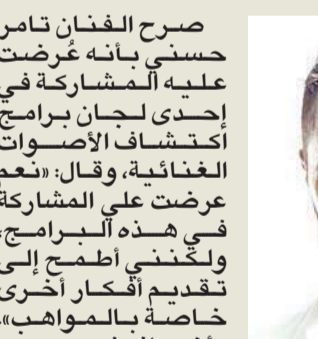 صرح الفنان تامر
حسني بأنه عُرضت
عليه المشاركة في
إحدى لجان برامج
اكتشاف الأصوات
الغنائية، وقال: «نعم
عرضت علي المشاركة
في هذه البرامج،
ولكنني أطمح إلى
تقديم أفكار أخرى
خاصة بالمواهب».